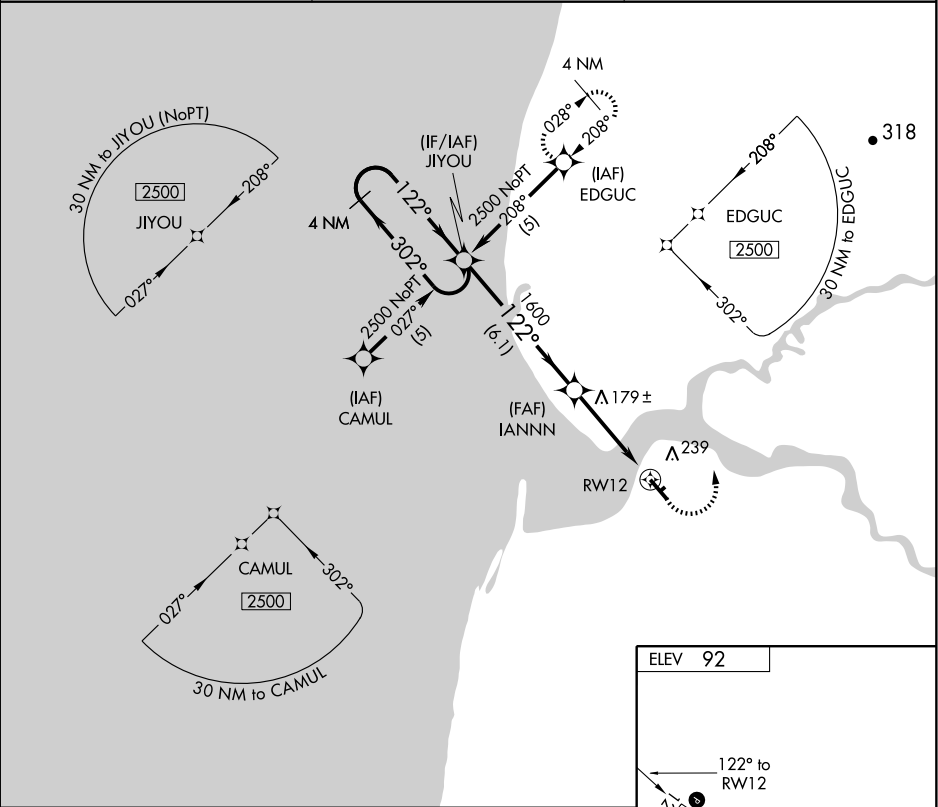 4 NM
028°
208°
(IAF)
EDGUC
318
30 NM to JIYOU (NoPT)
2500
JIYOU
208°
027°
(IF/IAF)
JIYOU
2500 NoPT
208°
(5)
208°
EDGUC
2500
302°
30 NM to EDGUC
4 NM
122°
302°
2500 NoPT
027°
(5)
(IAF)
CAMUL
1600
122°
(6.1)
(FAF)
IANNN
179±
239
RW12
CAMUL
2500
027°
302°
30 NM to CAMUL
ELEV 92
122° to
RW12
P